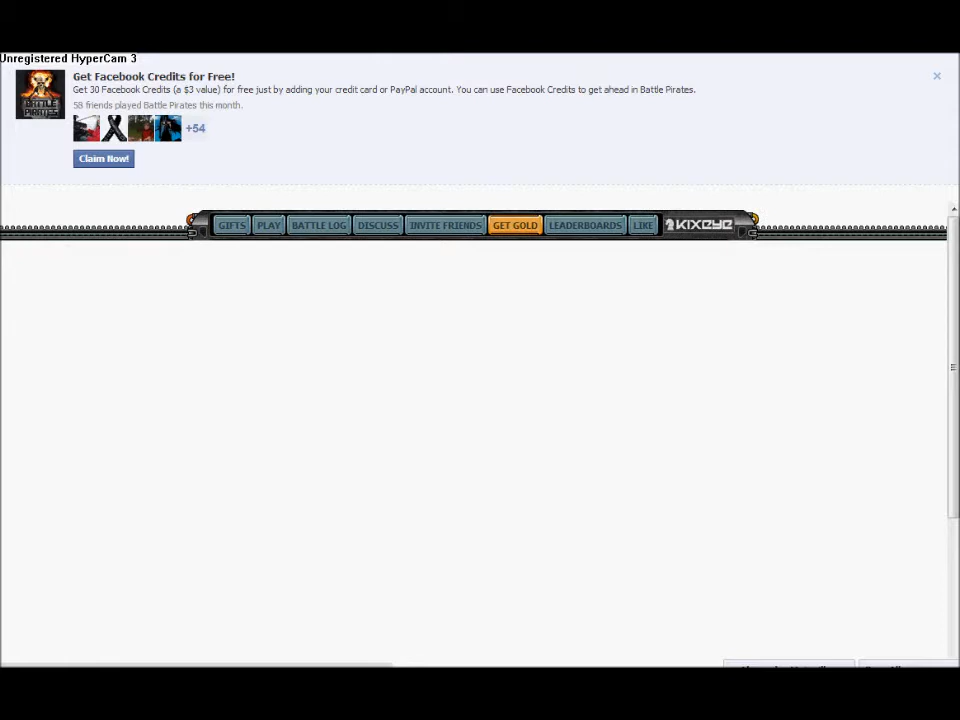 Unregistered HyperCam 3
Get Facebook Credits for Free!
Get 30 Facebook Credits (a $3 value) for free just by adding your credit card or PayPal account. You can use Facebook Credits to get ahead in Battle Pirates.
BATTLE
PIRATES
58 friends played Battle Pirates this month.
+54
Claim Now!
GIFTS PLAY BATTLE LOG DISCUSS INVITE FRIENDS GET GOLD LEADERBOARDS LIKE KIXEYE